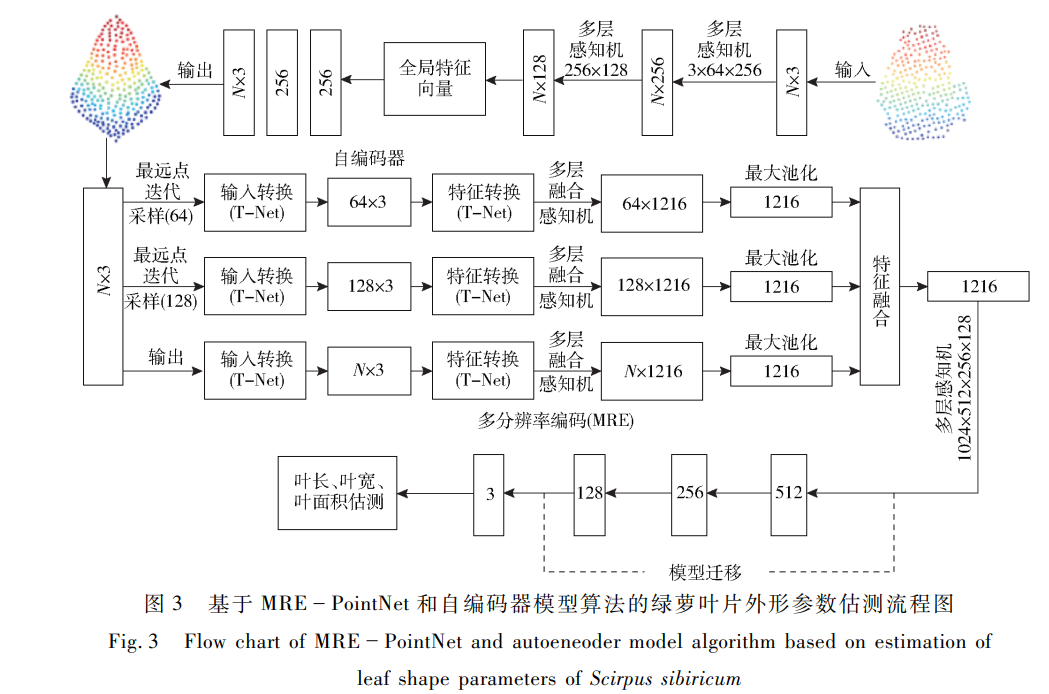 输出
N×3
256
256
全局特征
向量
N×128
多层
感知机
256×128
N×256
多层
感知机
3×64×256
N×3
输入
自编码器
N×3
最远点
迭代
采样(64)
输入转换
(T-Net)
64×3
特征转换
(T-Net)
多层
融合
感知机
64×1216
最大池化
1216
最远点
迭代
采样(128)
输入转换
(T-Net)
128×3
特征转换
(T-Net)
多层
融合
感知机
128×1216
最大池化
1216
输出
输入转换
(T-Net)
N×3
特征转换
(T-Net)
多层
融合
感知机
N×1216
最大池化
1216
特征融合
1216
多分辨率编码(MRE)
多层感知机
1024×512×256×128
叶长、叶宽、
叶面积估测
3
128
256
512
模型迁移
图 3 基于 MRE-PointNet 和自编码器模型算法的绿萝叶片外形参数估测流程图
Fig. 3 Flow chart of MRE-PointNet and autoeneoder model algorithm based on estimation of
leaf shape parameters of Scirpus sibiricum